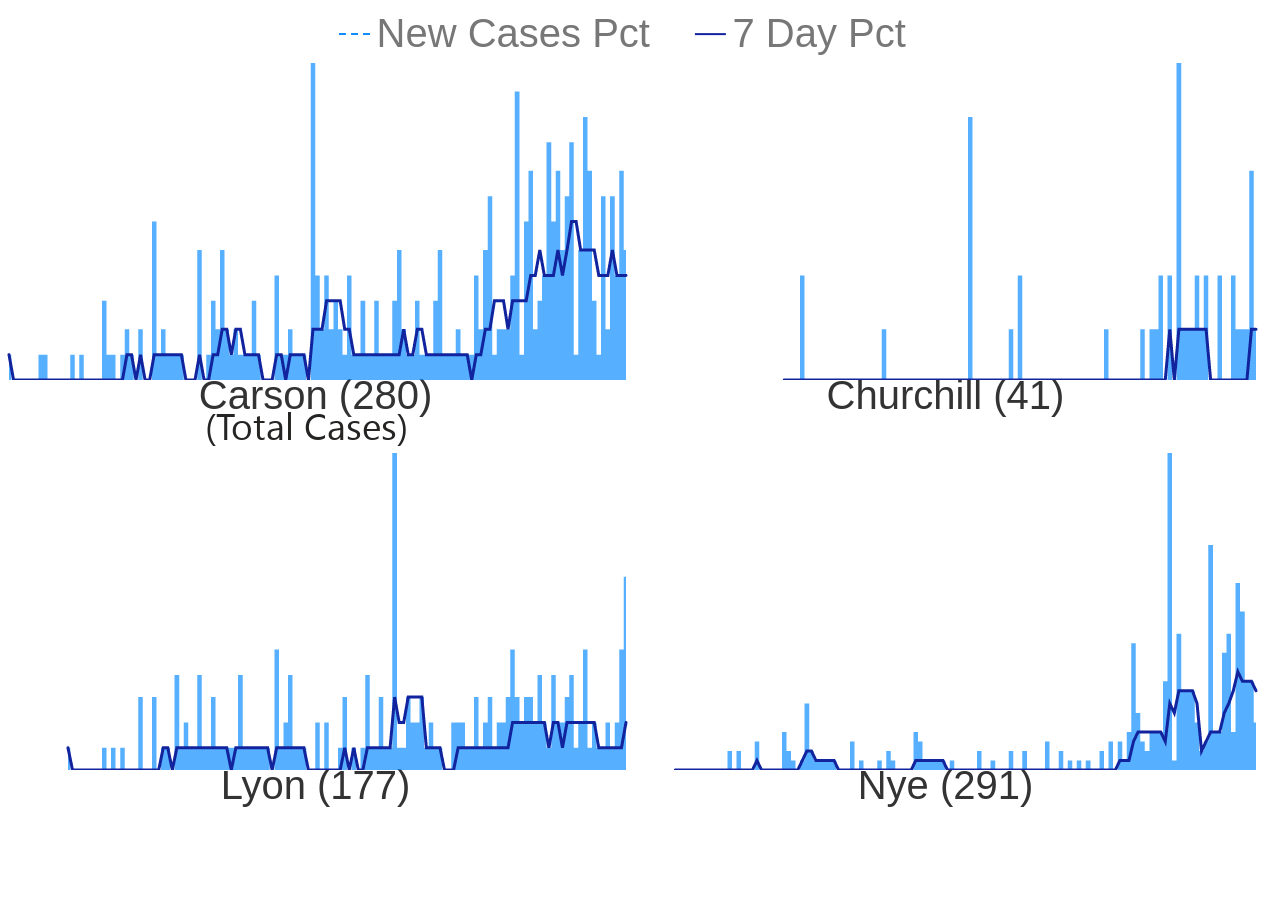 New Cases Pct 7 Day Pct
Carson (280)
(Total Cases)
Churchill (41)
Lyon (177)
Nye (291)